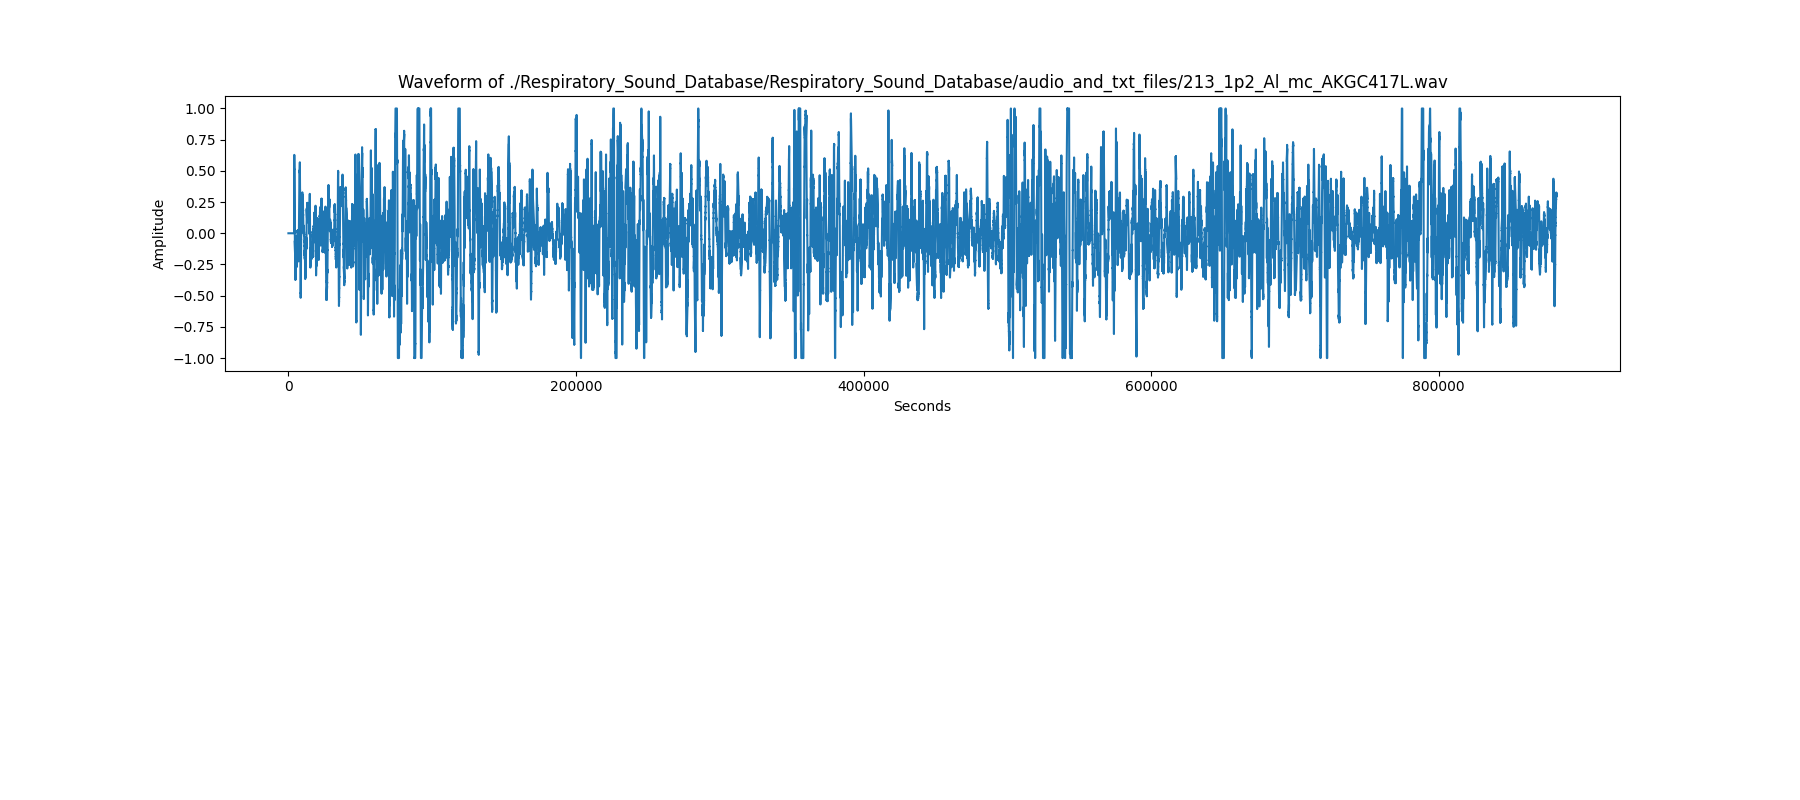 Waveform of ./Respiratory_Sound_Database/Respiratory_Sound_Database/audio_and_txt_files/213_1p2_Al_mc_AKGC417L.wav
1.00
0.75
0.50
0.25
0.00
−0.25
−0.50
−0.75
−1.00
Amplitude
0 200000 400000 600000 800000
Seconds